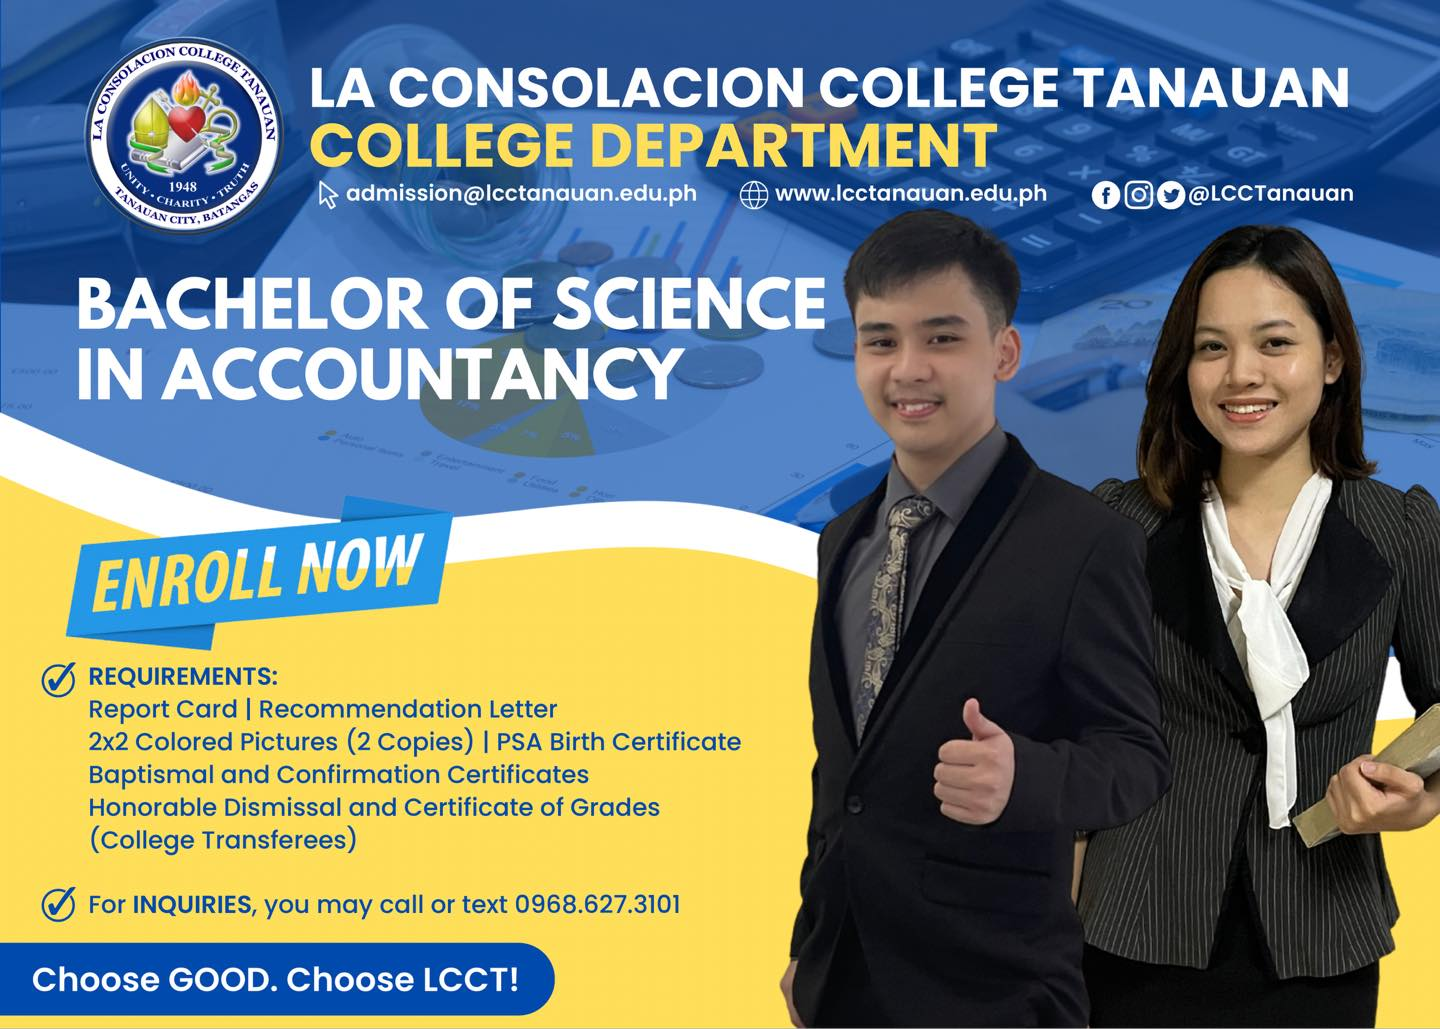 LA CONSOLACION COLLEGE TANAUAN
UNITY • CHARITY • TRUTH
1948
TANAUAN CITY, BATANGAS
LA CONSOLACION COLLEGE TANAUAN
COLLEGE DEPARTMENT
admission@lcctanauan.edu.ph www.lcctanauan.edu.ph @LCCTanauan
BACHELOR OF SCIENCE
IN ACCOUNTANCY
ENROLL NOW
REQUIREMENTS:
Report Card | Recommendation Letter
2x2 Colored Pictures (2 Copies) | PSA Birth Certificate
Baptismal and Confirmation Certificates
Honorable Dismissal and Certificate of Grades
(College Transferees)
For INQUIRIES, you may call or text 0968.627.3101
Choose GOOD. Choose LCCT!